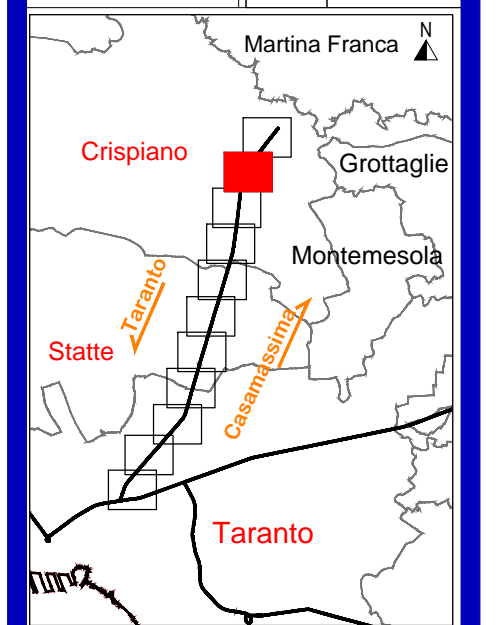 N
Martina Franca
Crispiano
Grottaglie
Montemesola
Taranto
Casamassima
Statte
Taranto